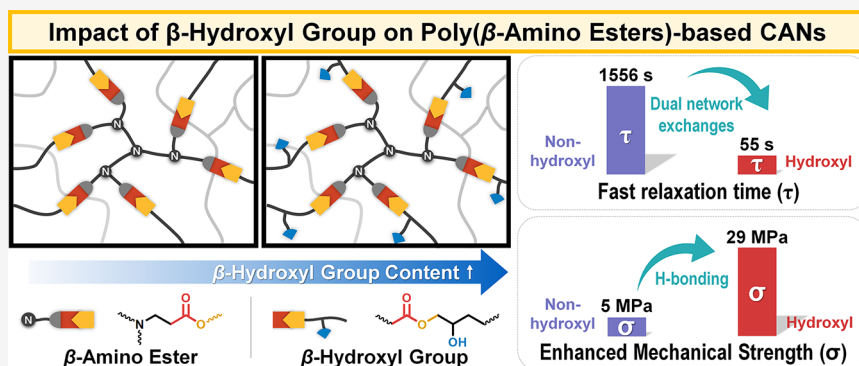 Impact of β-Hydroxyl Group on Poly(β-Amino Esters)-based CANs
N
N
N
N
N
N
N
N
N
N
β-Hydroxyl Group Content ↑
N
N
O
O
β-Amino Ester
O
O
OH
β-Hydroxyl Group
1556 s
Dual network
exchanges
Non-
hydroxyl
τ
55 s
τ
Hydroxyl
Fast relaxation time (τ)
29 MPa
H-bonding
Non-
hydroxyl
5 MPa
σ
σ
Hydroxyl
Enhanced Mechanical Strength (σ)